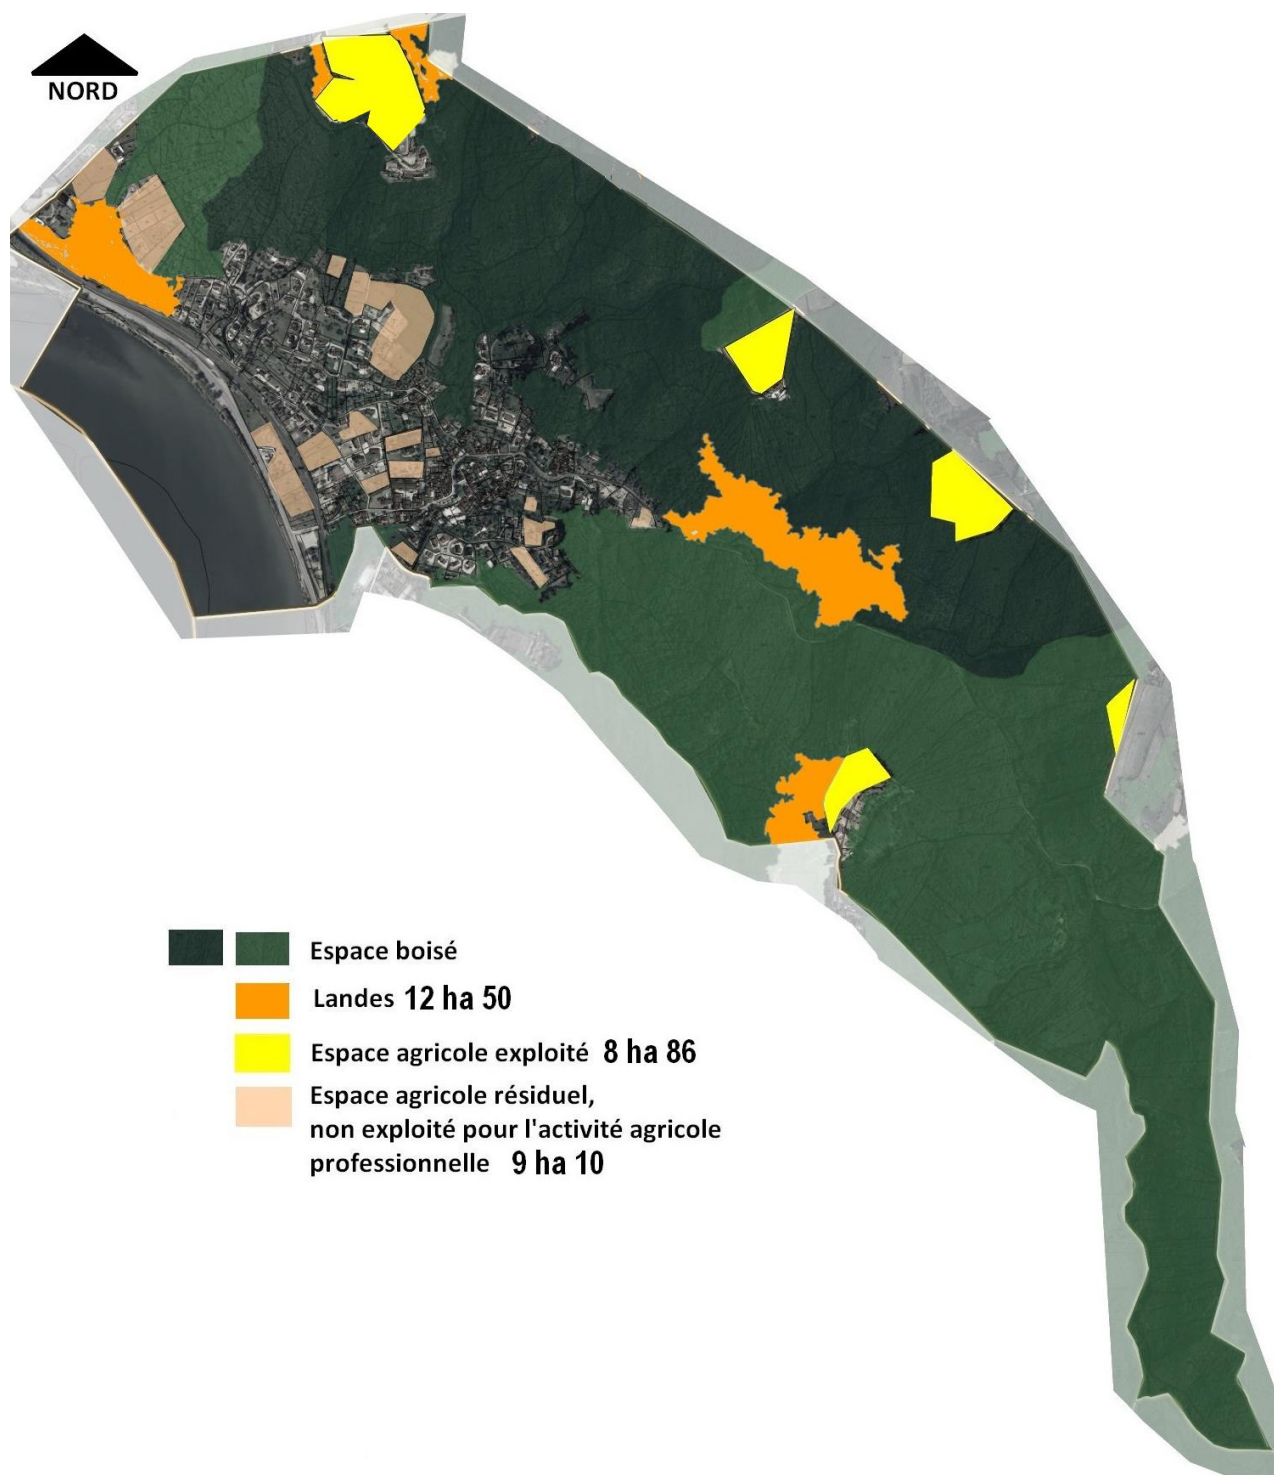 NORD
Espace boisé
Landes 12 ha 50
Espace agricole exploité 8 ha 86
Espace agricole résiduel,
non exploité pour l'activité agricole
professionnelle 9 ha 10